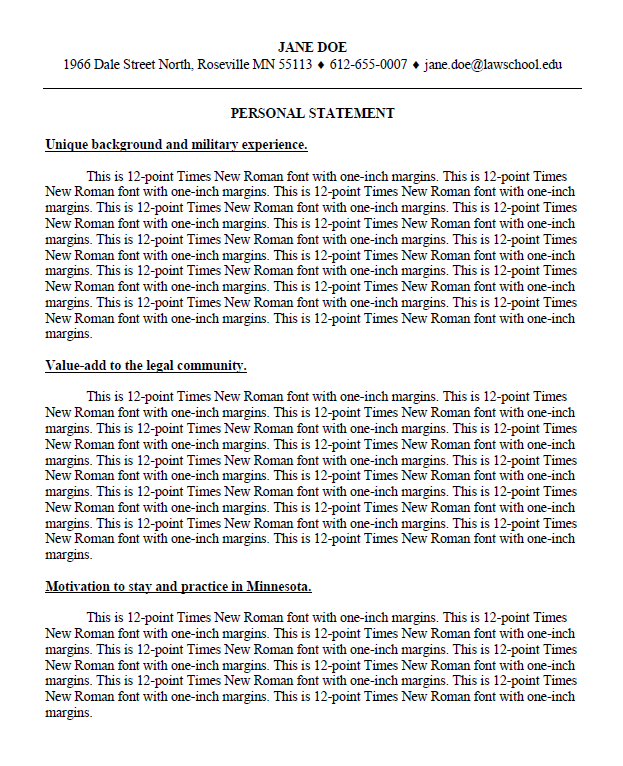 JANE DOE
1966 Dale Street North, Roseville MN 55113 ♦ 612-655-0007 ♦ jane.doe@lawschool.edu
PERSONAL STATEMENT
Unique background and military experience.
This is 12-point Times New Roman font with one-inch margins. This is 12-point Times
New Roman font with one-inch margins. This is 12-point Times New Roman font with one-inch
margins. This is 12-point Times New Roman font with one-inch margins. This is 12-point Times
New Roman font with one-inch margins. This is 12-point Times New Roman font with one-inch
margins. This is 12-point Times New Roman font with one-inch margins. This is 12-point Times
New Roman font with one-inch margins. This is 12-point Times New Roman font with one-inch
margins. This is 12-point Times New Roman font with one-inch margins. This is 12-point Times
New Roman font with one-inch margins. This is 12-point Times New Roman font with one-inch
margins. This is 12-point Times New Roman font with one-inch margins. This is 12-point Times
New Roman font with one-inch margins. This is 12-point Times New Roman font with one-inch
margins.
Value-add to the legal community.
This is 12-point Times New Roman font with one-inch margins. This is 12-point Times
New Roman font with one-inch margins. This is 12-point Times New Roman font with one-inch
margins. This is 12-point Times New Roman font with one-inch margins. This is 12-point Times
New Roman font with one-inch margins. This is 12-point Times New Roman font with one-inch
margins. This is 12-point Times New Roman font with one-inch margins. This is 12-point Times
New Roman font with one-inch margins. This is 12-point Times New Roman font with one-inch
margins. This is 12-point Times New Roman font with one-inch margins. This is 12-point Times
New Roman font with one-inch margins. This is 12-point Times New Roman font with one-inch
margins. This is 12-point Times New Roman font with one-inch margins. This is 12-point Times
New Roman font with one-inch margins. This is 12-point Times New Roman font with one-inch
margins.
Motivation to stay and practice in Minnesota.
This is 12-point Times New Roman font with one-inch margins. This is 12-point Times
New Roman font with one-inch margins. This is 12-point Times New Roman font with one-inch
margins. This is 12-point Times New Roman font with one-inch margins. This is 12-point Times
New Roman font with one-inch margins. This is 12-point Times New Roman font with one-inch
margins. This is 12-point Times New Roman font with one-inch margins. This is 12-point Times
New Roman font with one-inch margins. This is 12-point Times New Roman font with one-inch
margins.